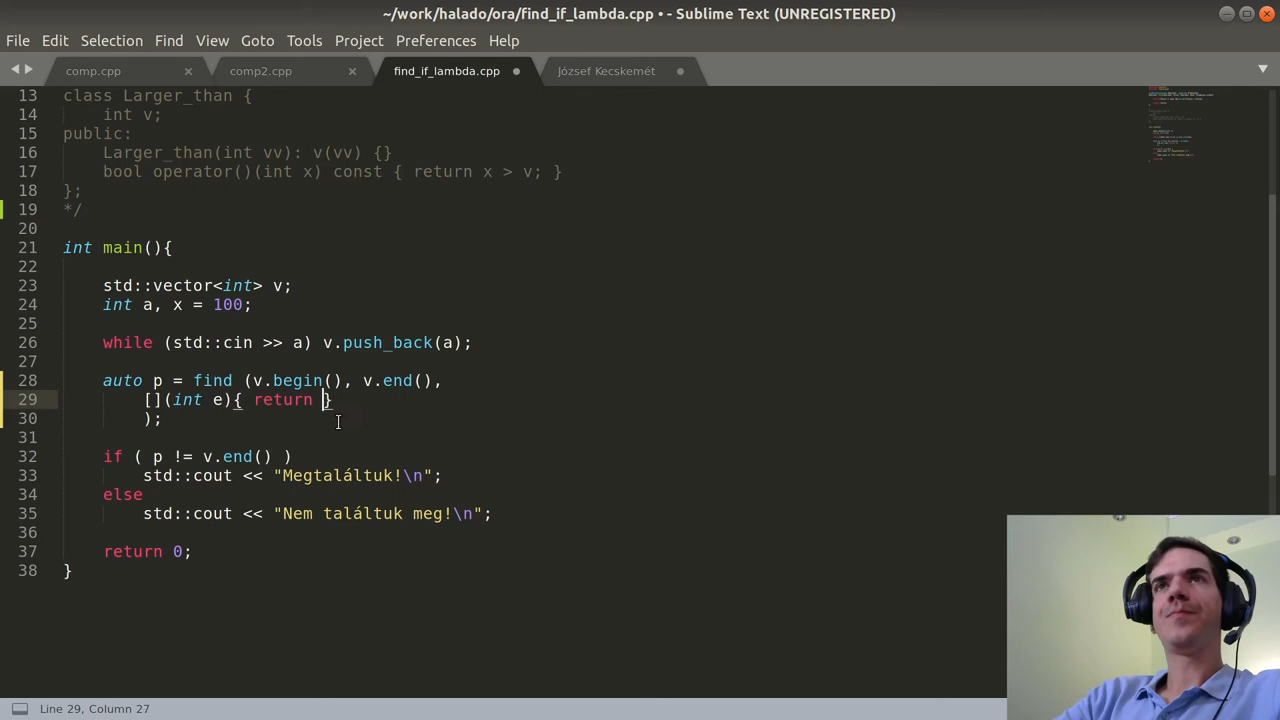 ~/work/halado/ora/find_if_lambda.cpp • - Sublime Text (UNREGISTERED)
File Edit Selection Find View Goto Tools Project Preferences Help
comp.cpp comp2.cpp find_if_lambda.cpp József Kecskemét
13 class Larger_than {
14 int v;
15 public:
16 Larger_than(int vv): v(vv) {}
17 bool operator()(int x) const { return x > v; }
18 };
19 */
20
21 int main(){
22
23 std::vector<int> v;
24 int a, x = 100;
25
26 while (std::cin >> a) v.push_back(a);
27
28 auto p = find (v.begin(), v.end(),
29 [](int e){ return }
30 );
31
32 if ( p != v.end() )
33 std::cout << "Megtaláltuk!\n";
34 else
35 std::cout << "Nem találtuk meg!\n";
36
37 return 0;
38 }
Line 29, Column 27